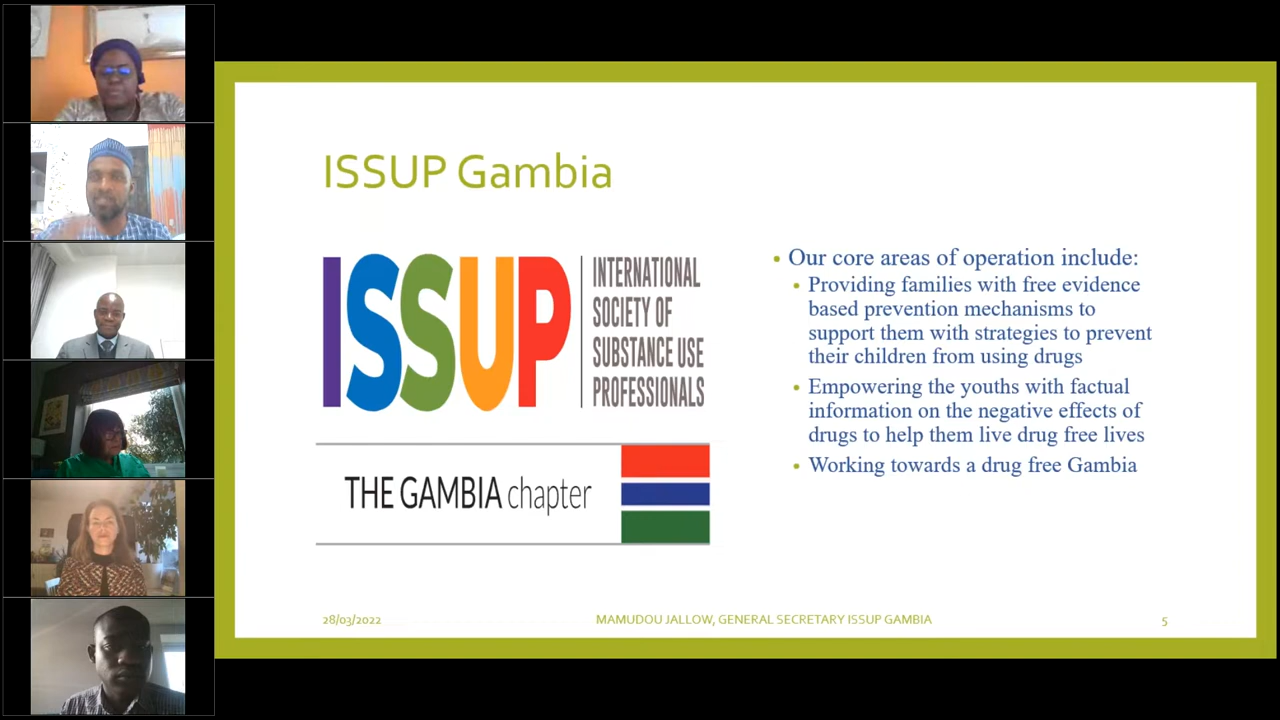 ISSUP Gambia
ISSUP
INTERNATIONAL
SOCIETY OF
SUBSTANCE USE
PROFESSIONALS
THE GAMBIA chapter
• Our core areas of operation include:
• Providing families with free evidence
based prevention mechanisms to
support them with strategies to prevent
their children from using drugs
• Empowering the youths with factual
information on the negative effects of
drugs to help them live drug free lives
• Working towards a drug free Gambia
28/03/2022
MAMUDOU JALLOW, GENERAL SECRETARY ISSUP GAMBIA
5